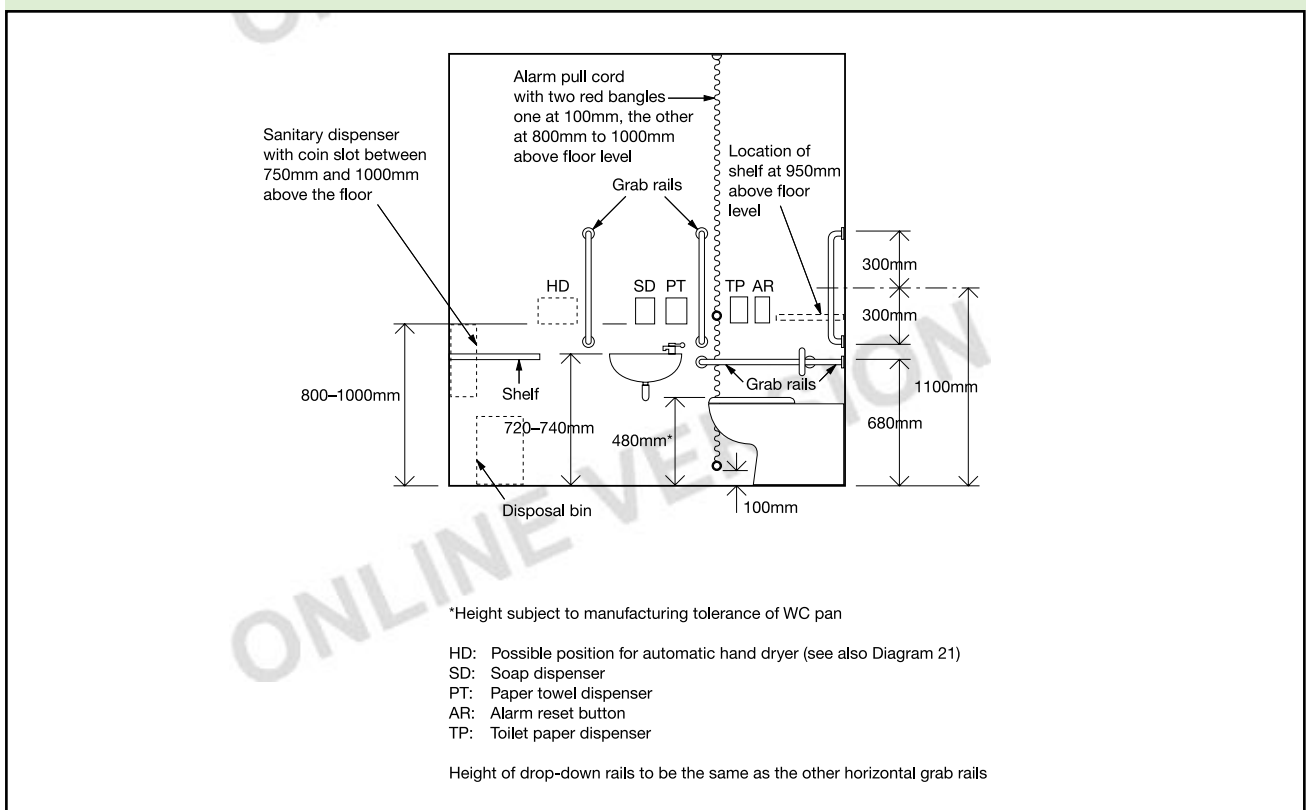 Alarm pull cord
with two red bangles
one at 100mm, the other
at 800mm to 1000mm
above floor level
Sanitary dispenser
with coin slot between
750mm and 1000mm
above the floor
Location of
shelf at 950mm
above floor
level
Grab rails
300mm
HD
SD
PT
TP
AR
300mm
Shelf
Grab rails
1100mm
800–1000mm
720–740mm
480mm*
680mm
Disposal bin
100mm
ONLINE VERSION
*Height subject to manufacturing tolerance of WC pan
HD: Possible position for automatic hand dryer (see also Diagram 21)
SD: Soap dispenser
PT: Paper towel dispenser
AR: Alarm reset button
TP: Toilet paper dispenser
Height of drop-down rails to be the same as the other horizontal grab rails